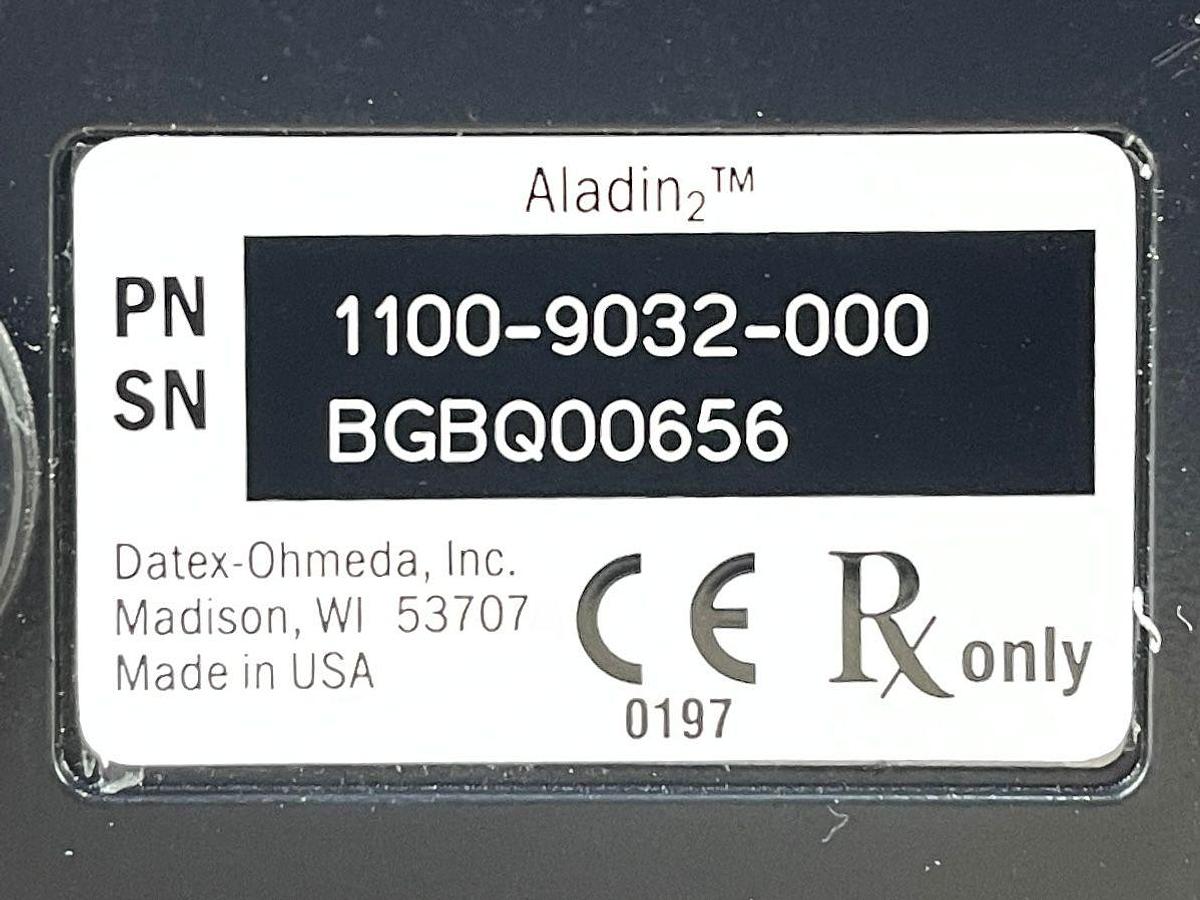 Aladin₂™
PN 1100-9032-000
SN BGBQ00656
Datex-Ohmeda, Inc.
Madison, WI 53707
Made in USA
CE
0197
Rx only